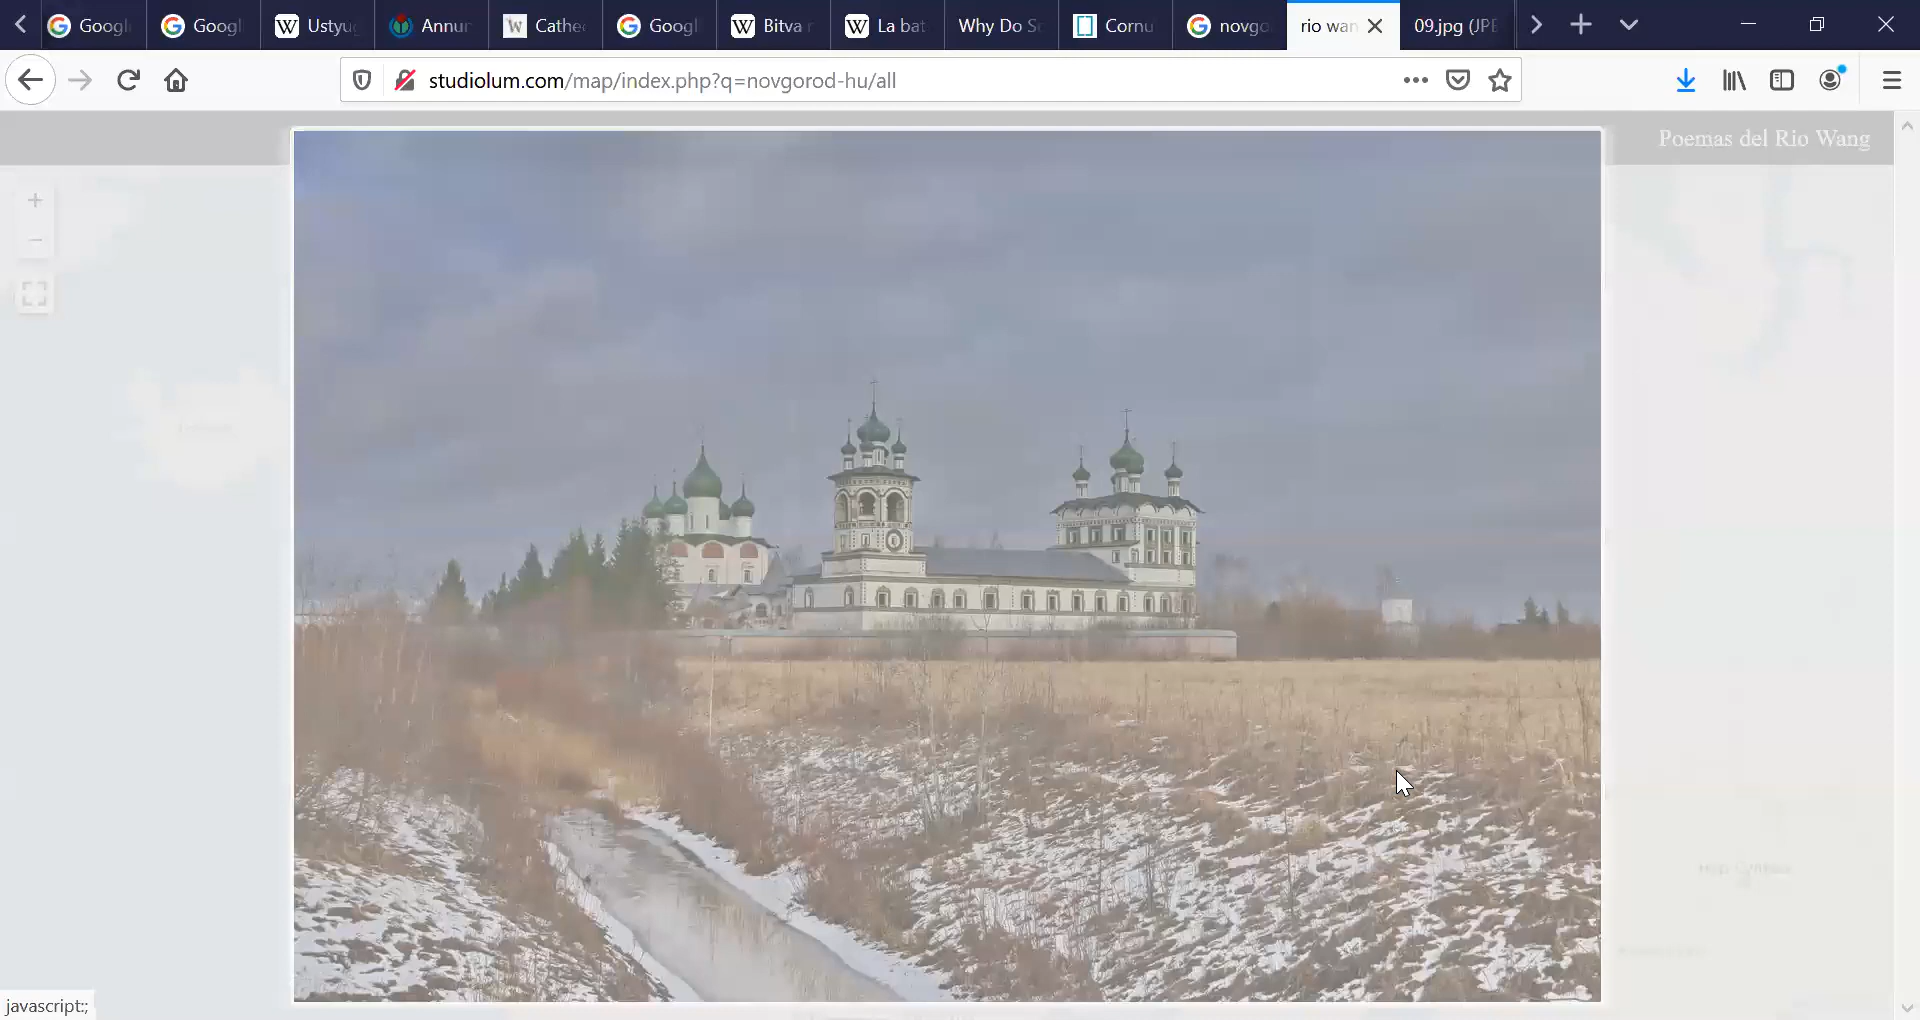 Googl
Googl
Ustyu
Annun
Cathe
Googl
Bitva
La bat
Why Do S
Cornu
novgo
rio wan
09.jpg (JPE
studiolum.com/map/index.php?q=novgorod-hu/all
Poemas del Rio Wang
+
−
javascript:;